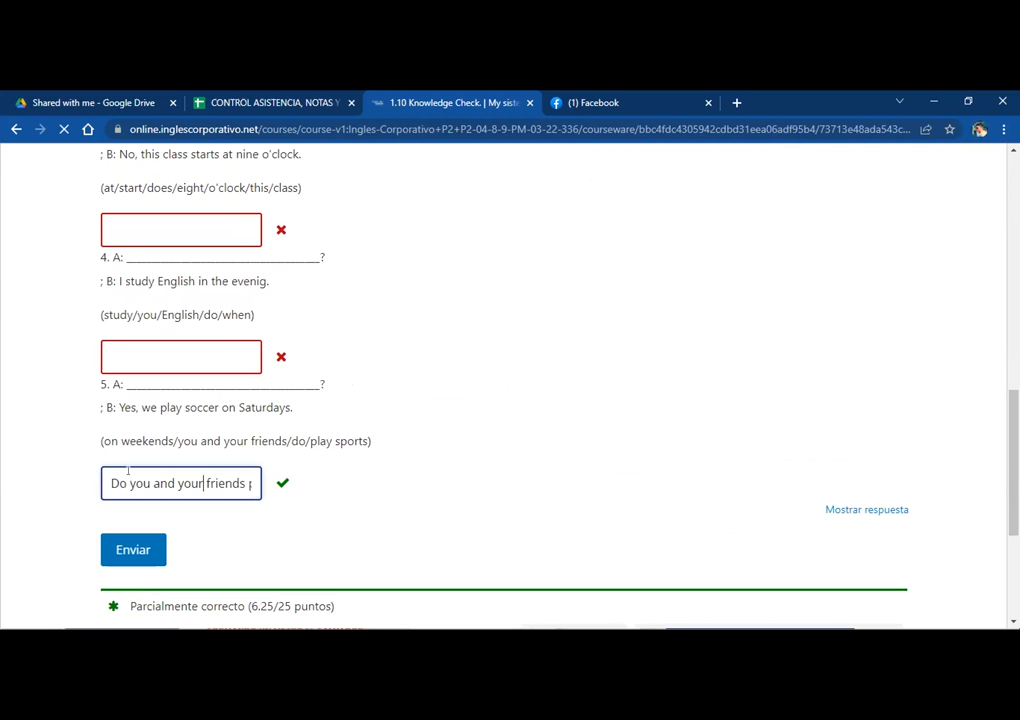 Shared with me - Google Drive
CONTROL ASISTENCIA, NOTAS Y
1.10 Knowledge Check. | My siste
(1) Facebook
online.inglescorporativo.net/courses/course-v1:Ingles-Corporativo+P2+P2-04-8-9-PM-03-22-336/courseware/bbc4fdc4305942cdbd31eea06adf95b4/73713e48ada543c...
; B: No, this class starts at nine o'clock.
(at/start/does/eight/o'clock/this/class)
4. A: ___________________________________?
; B: I study English in the evenig.
(study/you/English/do/when)
5. A: ___________________________________?
; B: Yes, we play soccer on Saturdays.
(on weekends/you and your friends/do/play sports)
Do you and your friends p
Mostrar respuesta
Enviar
Parcialmente correcto (6.25/25 puntos)